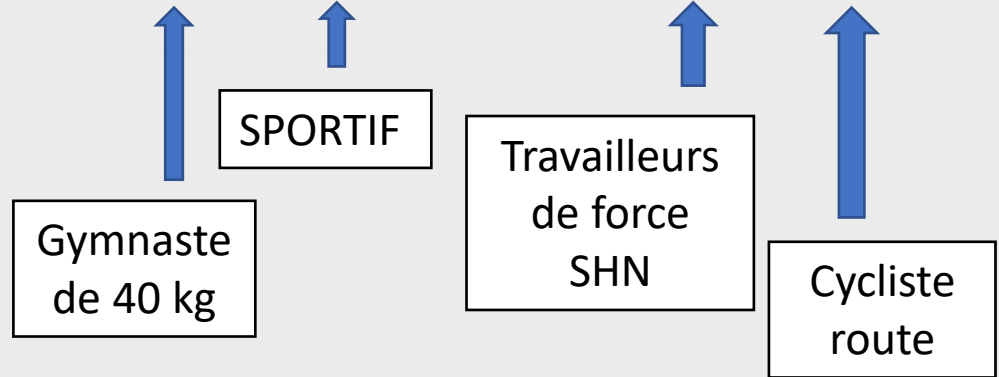 Gymnaste
de 40 kg
SPORTIF
Travailleurs
de force
SHN
Cycliste
route